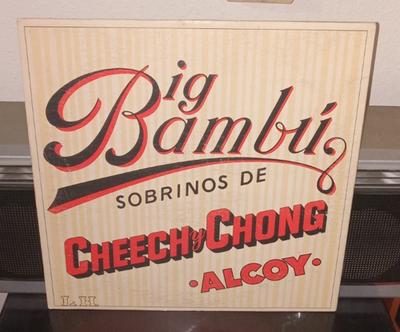 Big
Bambú
SOBRINOS DE
CHEECH y CHONG
·ALCOY·
L. H.